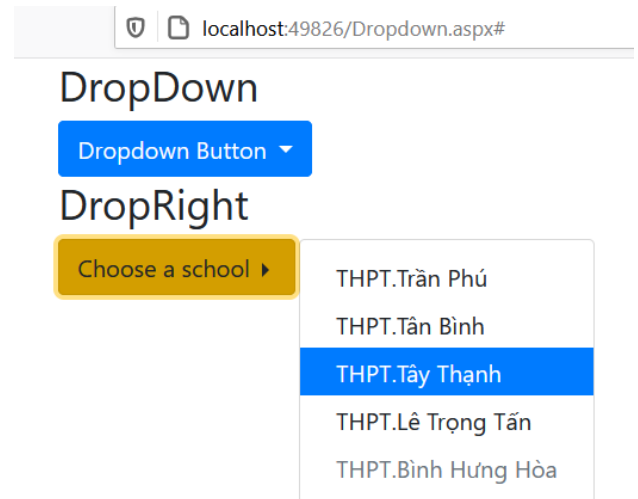 localhost:49826/Dropdown.aspx#
DropDown
Dropdown Button
DropRight
Choose a school
THPT.Trần Phú
THPT.Tân Bình
THPT.Tây Thạnh
THPT.Lê Trọng Tấn
THPT.Bình Hưng Hòa